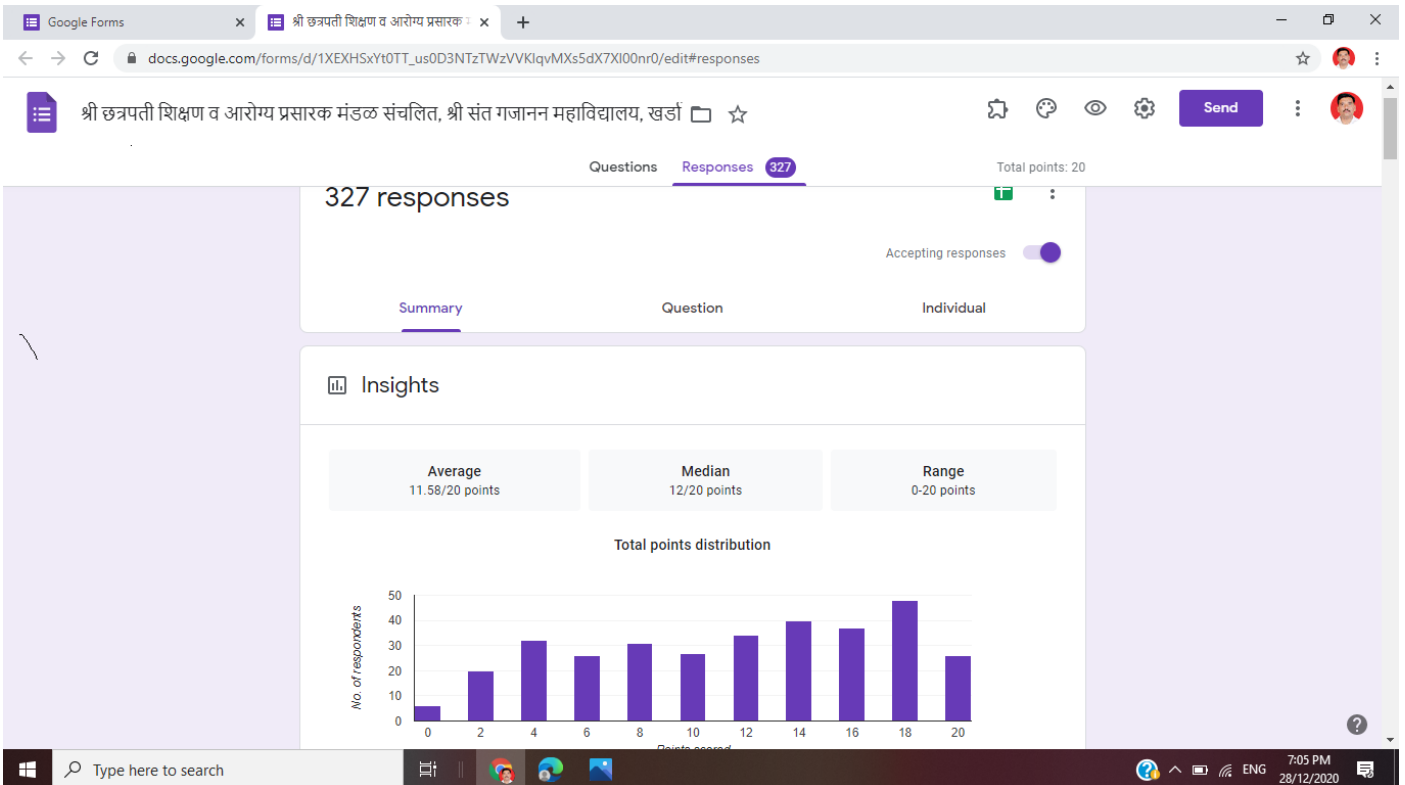 Google Forms
श्री छत्रपती शिक्षण व आरोग्य प्रसारक
docs.google.com/forms/d/1XEXHSxYt0TT_us0D3NTzTWzVVKlqvMXs5dX7Xl00nr0/edit#responses
श्री छत्रपती शिक्षण व आरोग्य प्रसारक मंडळ संचलित, श्री संत गजानन महाविद्यालय, खर्डा
Send
Questions Responses 327 Total points: 20
327 responses
Accepting responses
Summary Question Individual
Insights
Average Median Range
11.58/20 points 12/20 points 0-20 points
Total points distribution
No. of respondents
50
40
30
20
10
0
0 2 4 6 8 10 12 14 16 18 20
Points scored
Type here to search
ENG
7:05 PM
28/12/2020